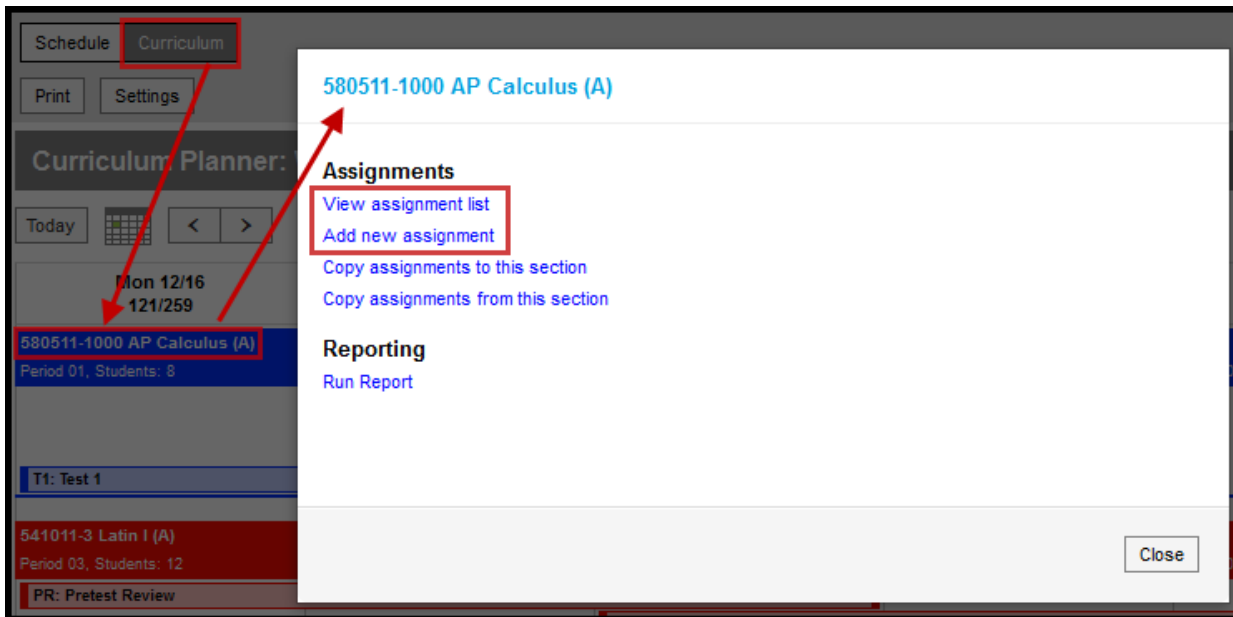 Schedule Curriculum
Print Settings
Curriculum Planner:
Today < >
Mon 12/16
121/259
580511-1000 AP Calculus (A)
Period 01, Students: 8
T1: Test 1
541011-3 Latin I (A)
Period 03, Students: 12
PR: Pretest Review
580511-1000 AP Calculus (A)
Assignments
View assignment list
Add new assignment
Copy assignments to this section
Copy assignments from this section
Reporting
Run Report
Close